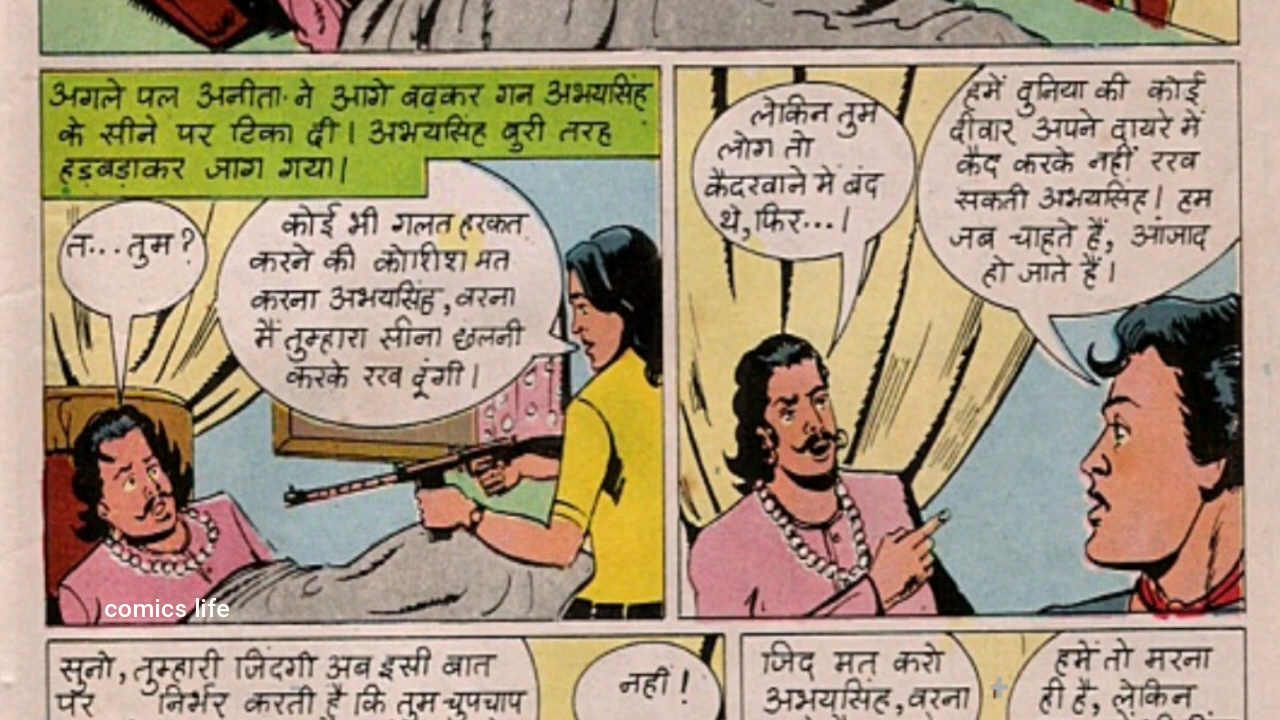 अगले पल अनीता ने आगे बढ़कर गन अभयसिंह
के सीने पर टिका दी। अभयसिंह बुरी तरह
हड़बड़ाकर जाग गया।
त... तुम?
कोई भी गलत हरकत
करने की कोशिश मत
करना अभयसिंह, वरना
मैं तुम्हारा सीना छलनी
करके रख दूंगी।
लेकिन तुम
लोग तो
कैदखाने में बंद
थे, फिर...।
हमें दुनिया की कोई
दीवार अपने दायरे में
कैद करके नहीं रख
सकती अभयसिंह। हम
जब चाहते हैं, आजाद
हो जाते हैं।
comics life
सुनो, तुम्हारी जिंदगी अब इसी बात
पर निर्भर करती है कि तुम चुपचाप
नहीं!
जिद मत करो
अभयसिंह, वरना
हमें तो मरना
ही है, लेकिन